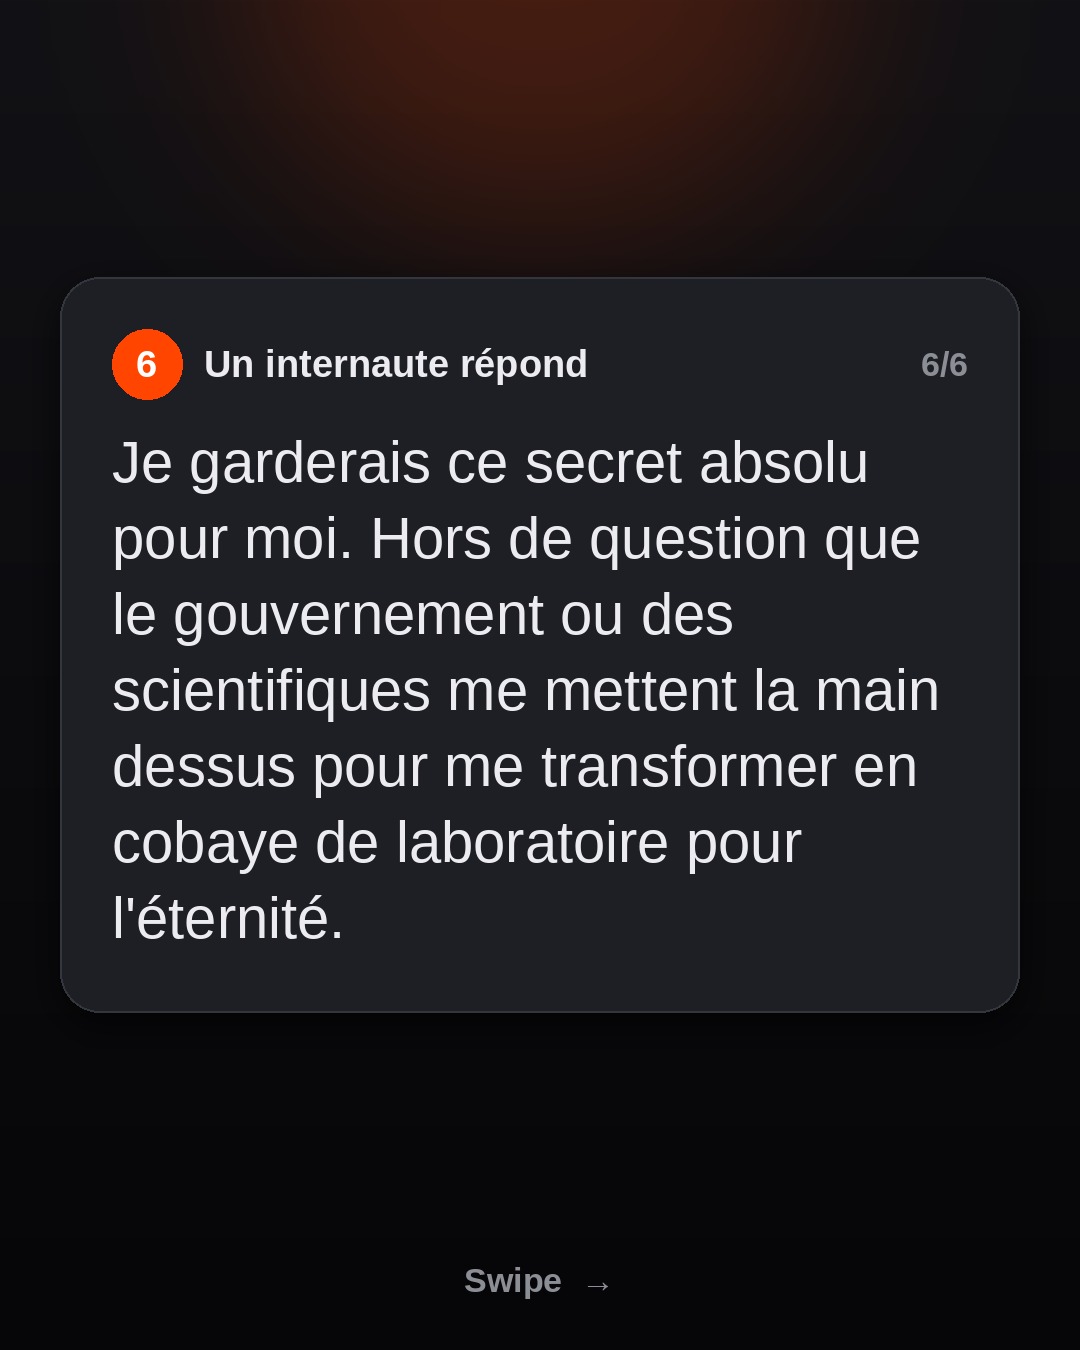 6 Un internaute répond 6/6
Je garderais ce secret absolu
pour moi. Hors de question que
le gouvernement ou des
scientifiques me mettent la main
dessus pour me transformer en
cobaye de laboratoire pour
l'éternité.
Swipe →